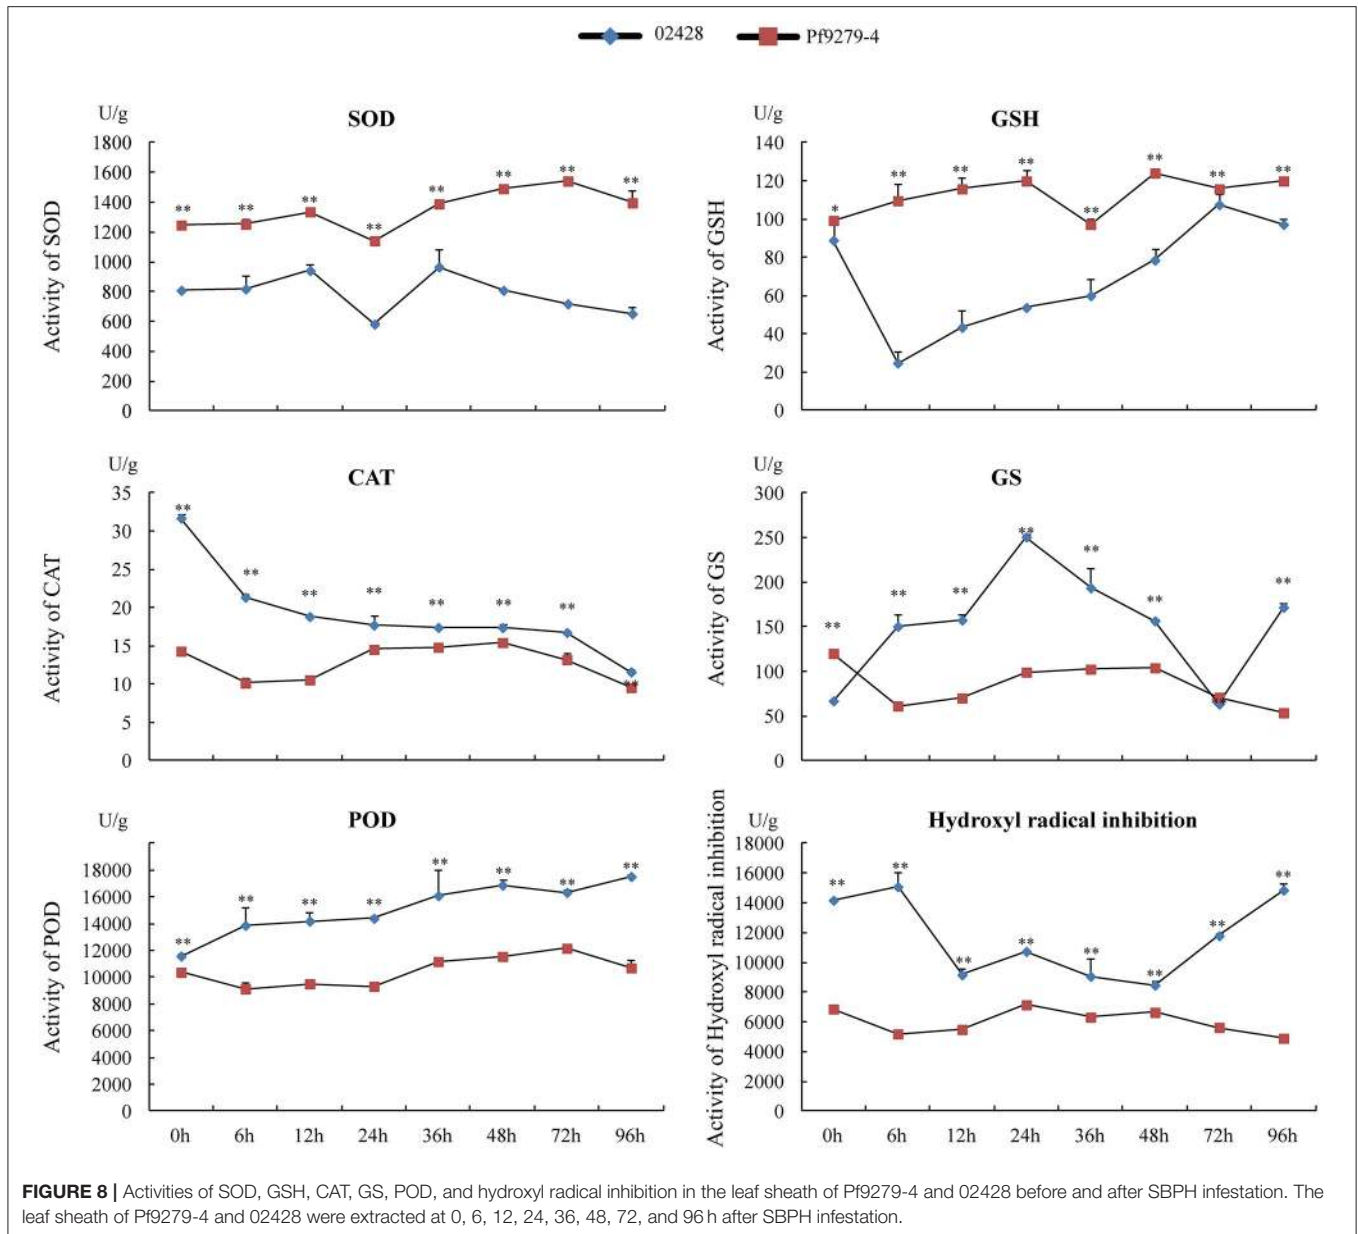 02428 Pf9279-4
U/g
SOD
Activity of SOD
1800
1600
1400
1200
1000
800
600
400
200
0
** ** ** ** ** ** ** **
U/g
GSH
Activity of GSH
140
120
100
80
60
40
20
0
* ** ** ** ** ** ** **
U/g
CAT
Activity of CAT
35
30
25
20
15
10
5
0
** ** ** ** ** ** ** **
U/g
GS
Activity of GS
300
250
200
150
100
50
0
** ** ** ** ** ** ** **
U/g
POD
Activity of POD
18000
16000
14000
12000
10000
8000
6000
4000
2000
0
** ** ** ** ** ** ** **
0h 6h 12h 24h 36h 48h 72h 96h
U/g
Hydroxyl radical inhibition
Activity of Hydroxyl radical inhibition
18000
16000
14000
12000
10000
8000
6000
4000
2000
0
** ** ** ** ** ** ** **
0h 6h 12h 24h 36h 48h 72h 96h
FIGURE 8 | Activities of SOD, GSH, CAT, GS, POD, and hydroxyl radical inhibition in the leaf sheath of Pf9279-4 and 02428 before and after SBPH infestation. The
leaf sheath of Pf9279-4 and 02428 were extracted at 0, 6, 12, 24, 36, 48, 72, and 96 h after SBPH infestation.